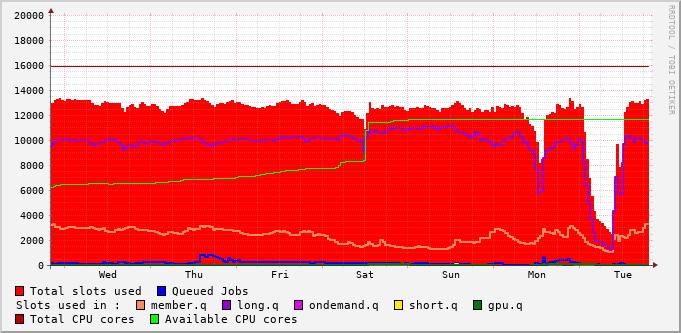 RRDTOOL / TOBI OETIKER
20000
18000
16000
14000
12000
10000
8000
6000
4000
2000
0
Wed Thu Fri Sat Sun Mon Tue
Total slots used Queued Jobs
Slots used in : member.q long.q ondemand.q short.q gpu.q
Total CPU cores Available CPU cores